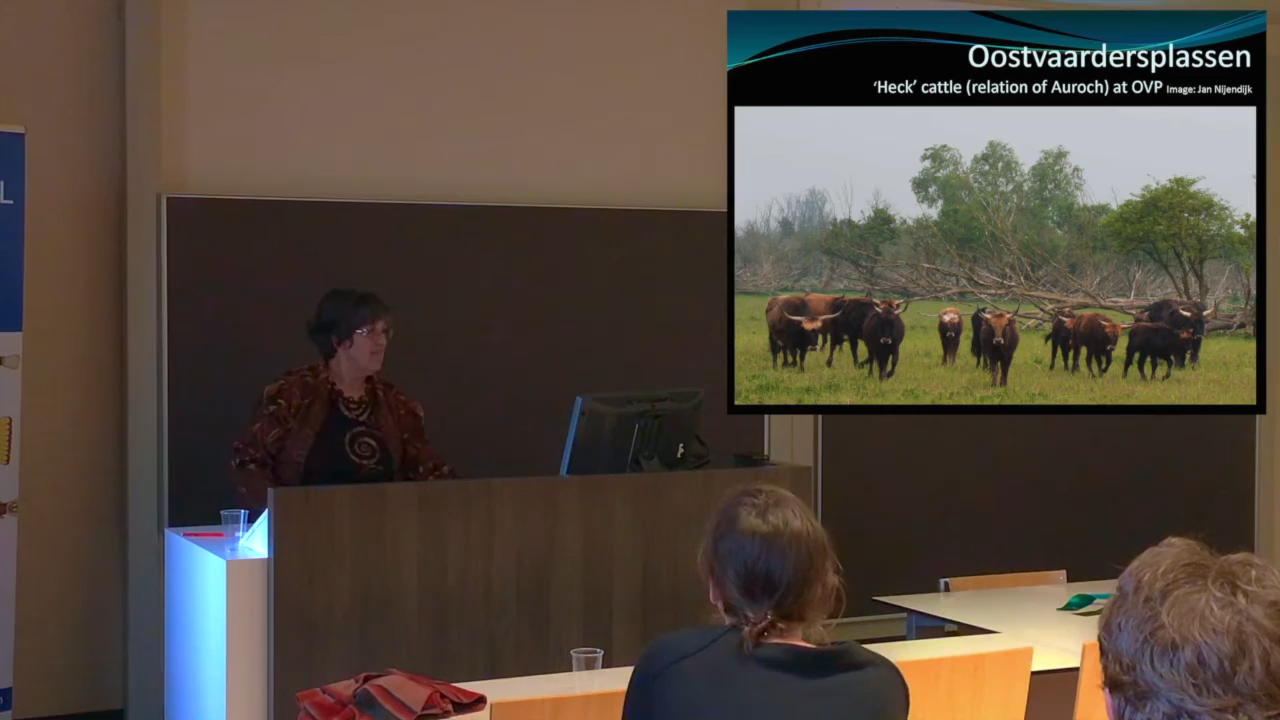 L
Oostvaardersplassen
‘Heck’ cattle (relation of Auroch) at OVP Image: Jan Nijendijk